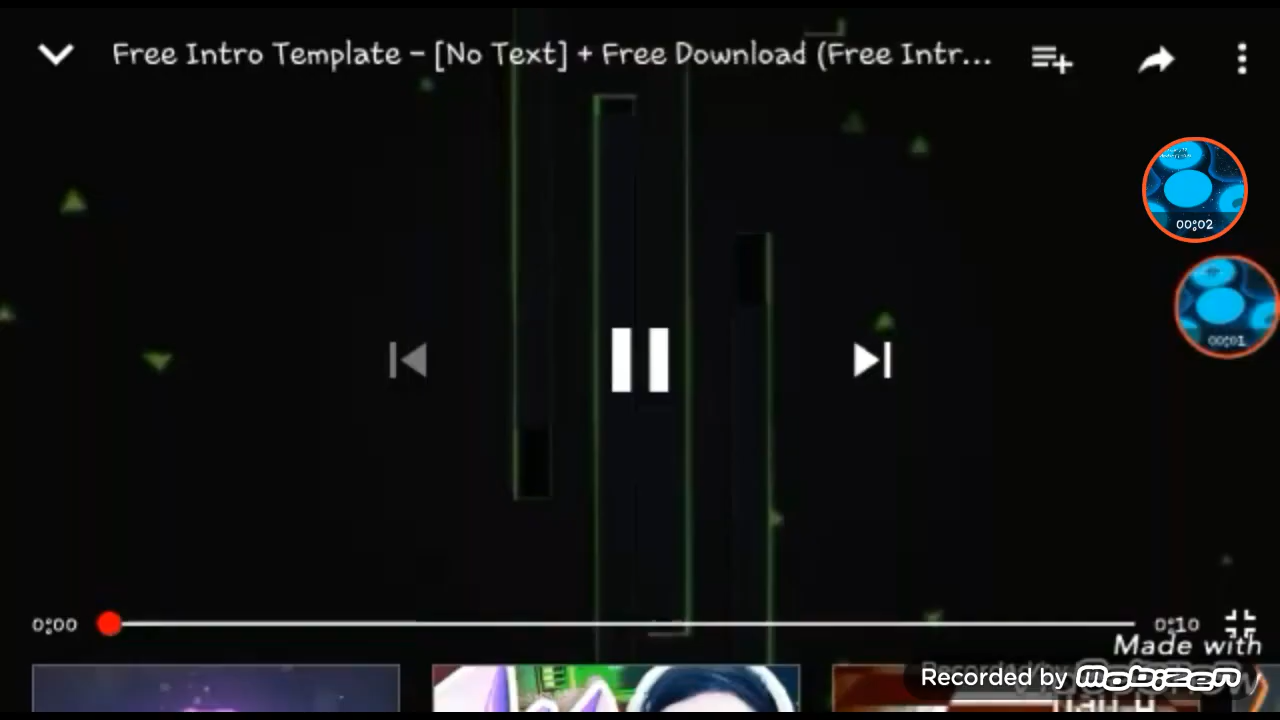 Free Intro Template – [No Text] + Free Download (Free Intr...
00:02
00:01
0:00
0:10
Made with
Recorded by mobizen